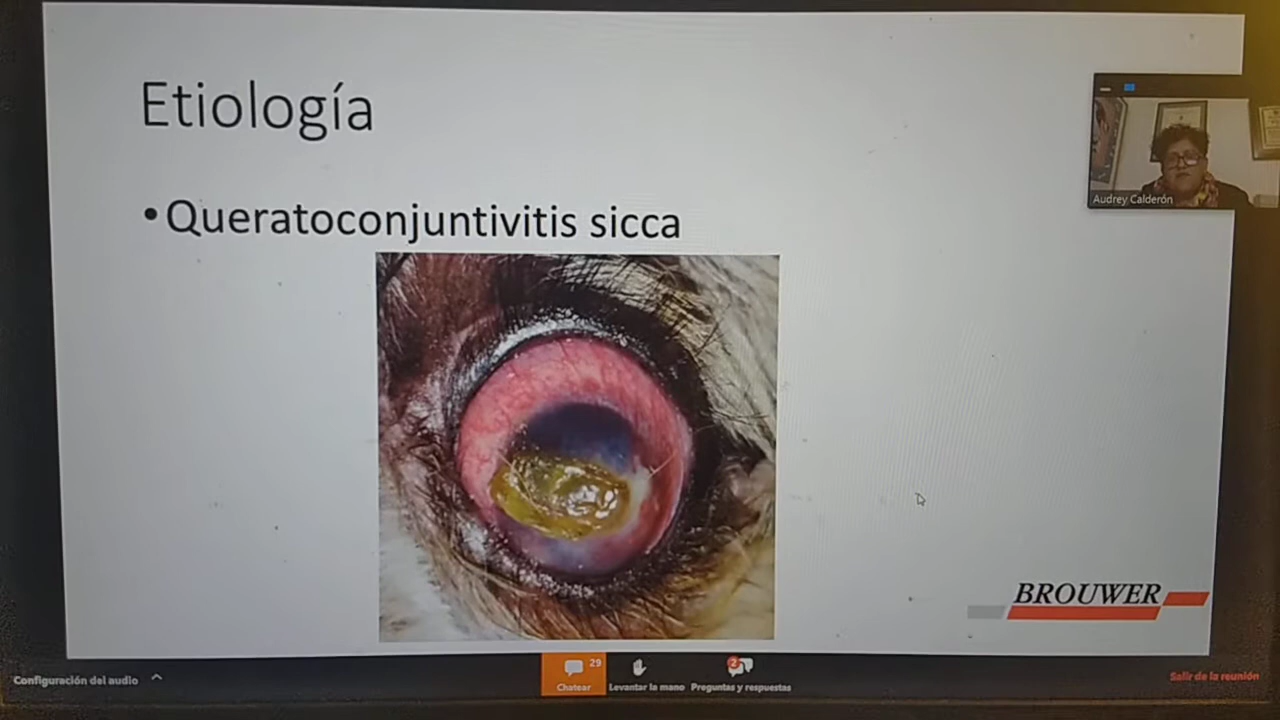 Etiología
•Queratoconjuntivitis sicca
Audrey Calderón
BROUWER
Configuración del audio
29
Chatear
Levantar la mano
2
Preguntas y respuestas
Salir de la reunión